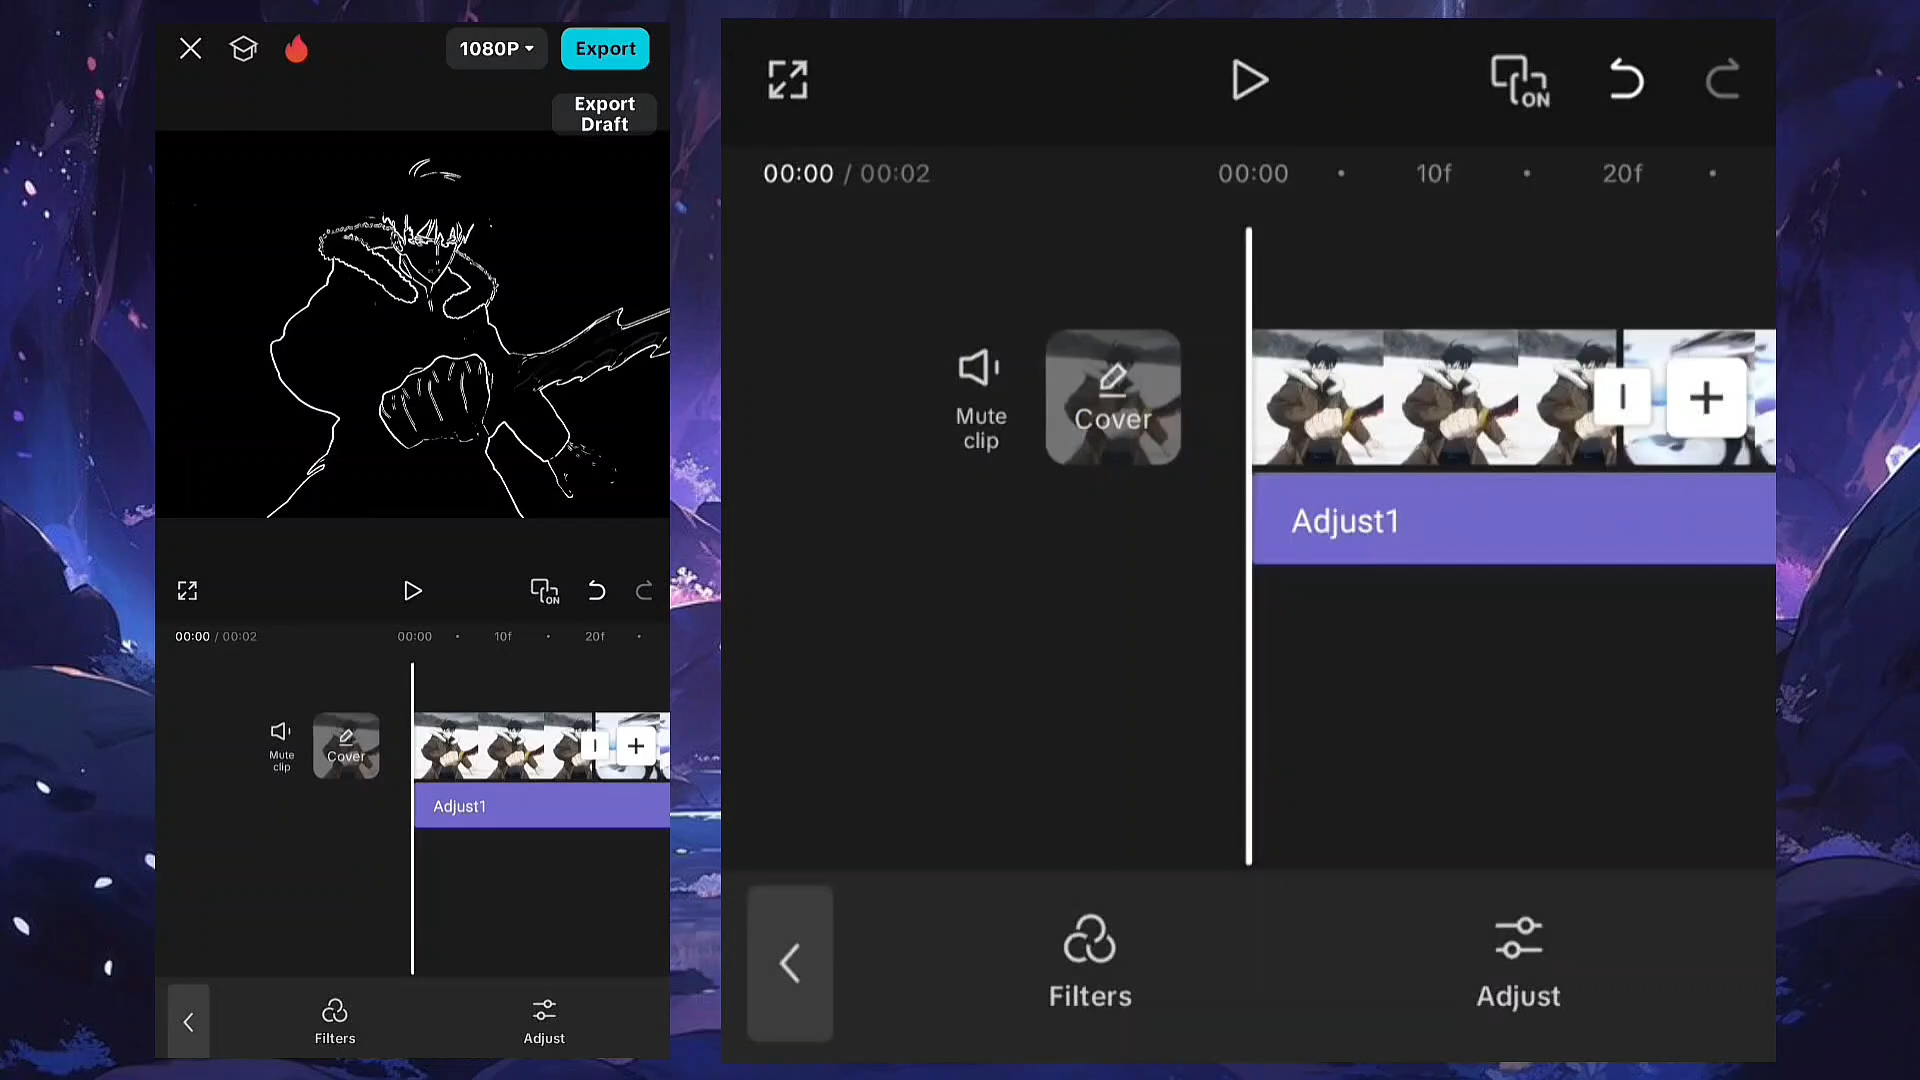 1080P
Export
Export
Draft
ON
00:00 / 00:02
00:00
10f
20f
Mute
clip
Cover
Adjust1
Filters
Adjust
ON
00:00 / 00:02
00:00
10f
20f
Mute
clip
Cover
Adjust1
Filters
Adjust